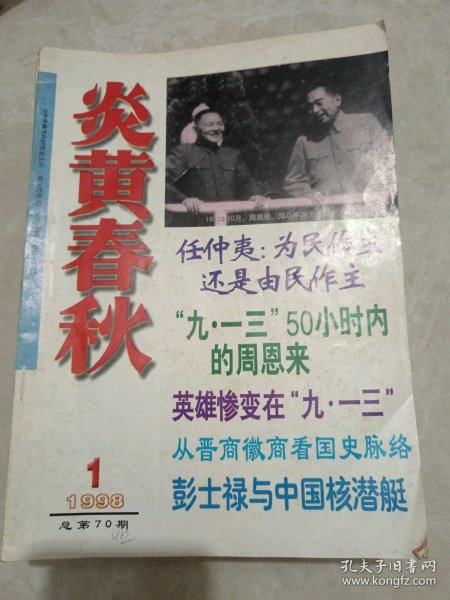 炎黄春秋
任仲夷：为民作主
还是由民作主
“九·一三”50小时内
的周恩来
英雄惨变在“九·一三”
从晋商徽商看国史脉络
彭士禄与中国核潜艇
1
1998
总第70期
孔夫子旧书网
www.kongfz.com